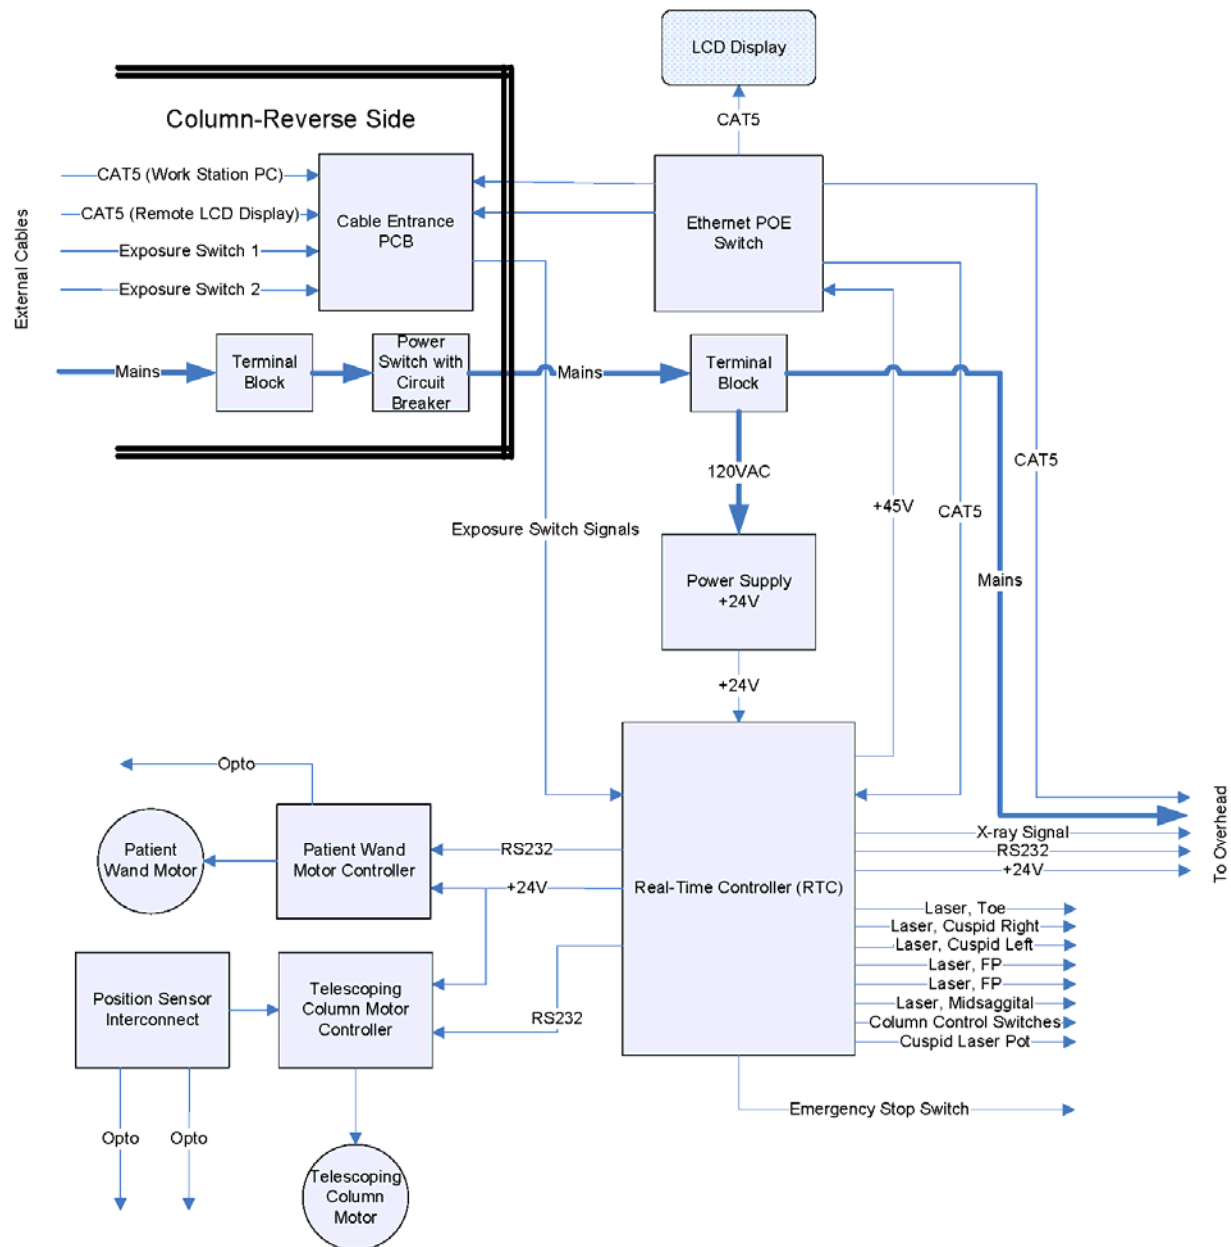 LCD Display
CAT5
Column-Reverse Side
External Cables
CAT5 (Work Station PC)
CAT5 (Remote LCD Display)
Exposure Switch 1
Exposure Switch 2
Cable Entrance
PCB
Ethernet POE
Switch
Mains
Terminal
Block
Power
Switch with
Circuit
Breaker
Mains
Terminal
Block
120VAC
CAT5
+45V
CAT5
Exposure Switch Signals
Mains
Power Supply
+24V
+24V
Opto
Patient
Wand Motor
Patient Wand
Motor Controller
RS232
+24V
Real-Time Controller (RTC)
To Overhead
X-ray Signal
RS232
+24V
Laser, Toe
Laser, Cuspid Right
Laser, Cuspid Left
Laser, FP
Laser, FP
Laser, Midsaggital
Column Control Switches
Cuspid Laser Pot
Position Sensor
Interconnect
Telescoping
Column Motor
Controller
RS232
Emergency Stop Switch
Opto
Opto
Telescoping
Column
Motor